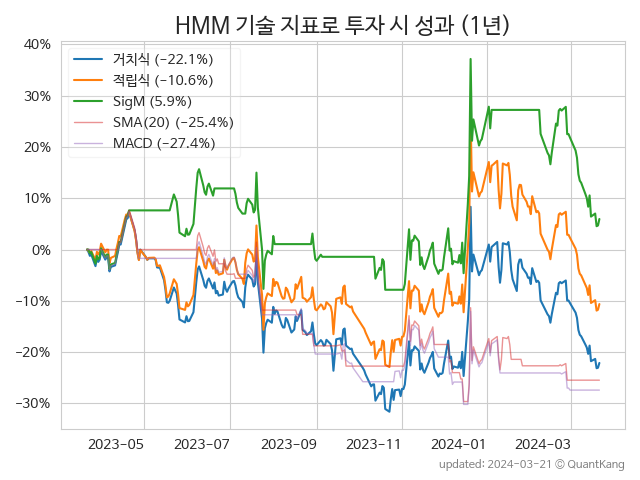 HMM 기술 지표로 투자 시 성과 (1년)
40%
30%
20%
10%
0%
−10%
−20%
−30%
거치식 (−22.1%)
적립식 (−10.6%)
SigM (5.9%)
SMA(20) (−25.4%)
MACD (−27.4%)
2023−05
2023−07
2023−09
2023−11
2024−01
2024−03
updated: 2024-03-21 © QuantKang